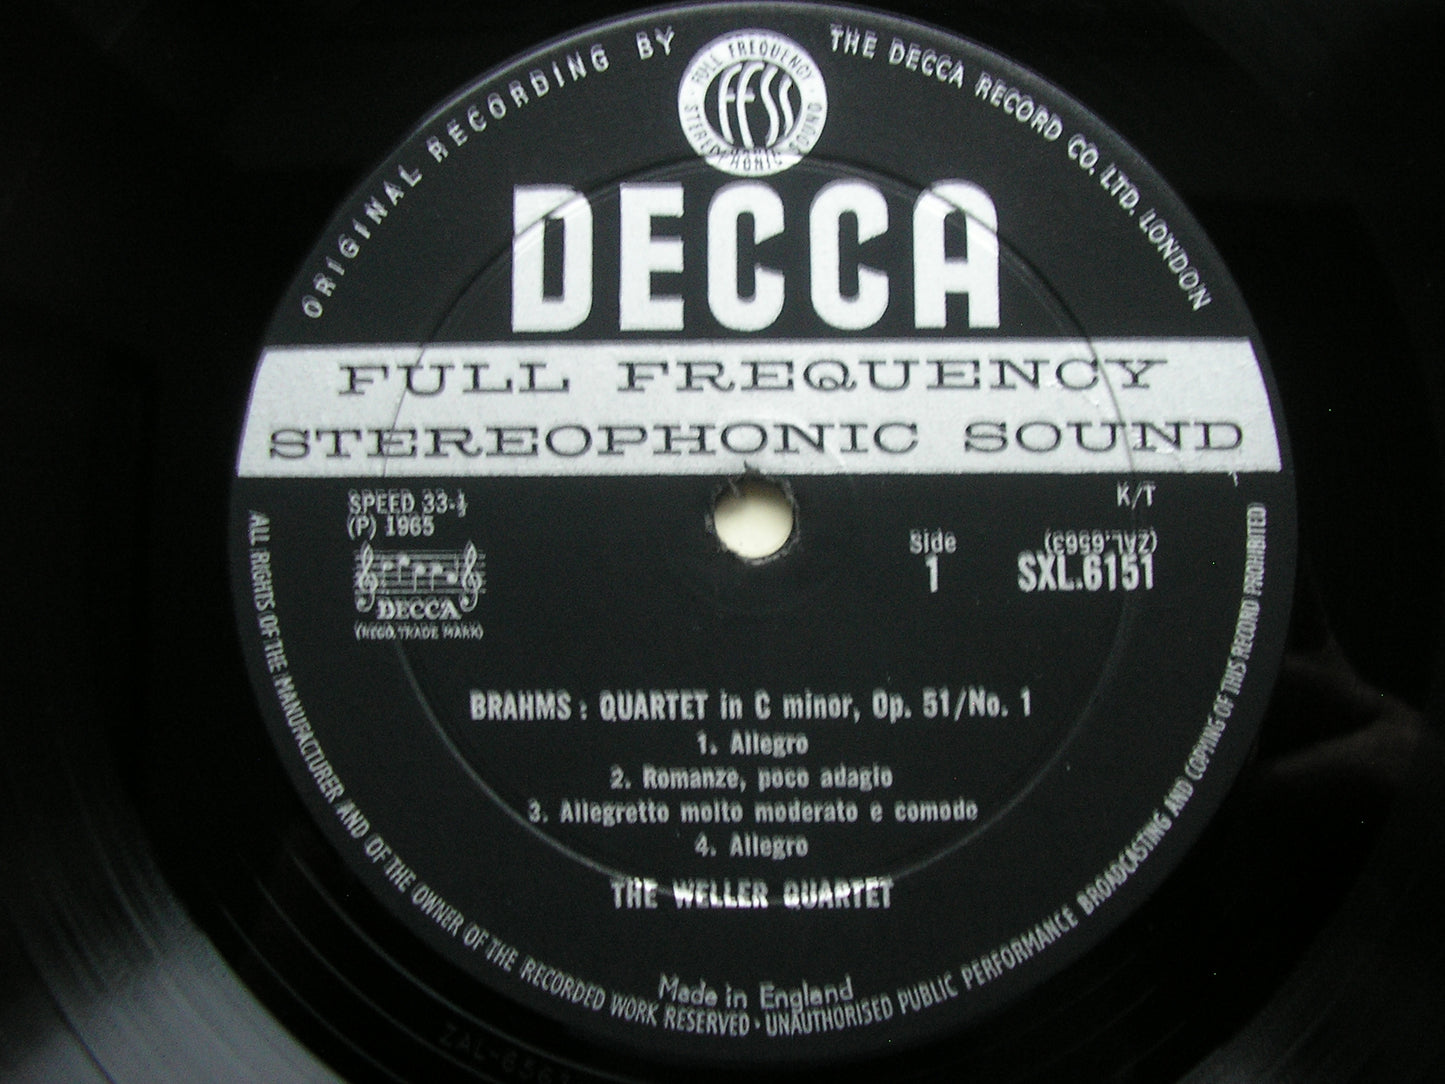 ORIGINAL RECORDING BY
THE DECCA RECORD CO. LTD. LONDON
FULL FREQUENCY
FFSS
STEREOPHONIC SOUND
DECCA
FULL FREQUENCY
STEREOPHONIC SOUND
SPEED 33⅓
(P) 1965
DECCA
(REGD. TRADE MARK)
K/T
(ZAL.6563)
Side
1
SXL.6151
BRAHMS : QUARTET in C minor, Op. 51/No. 1
1. Allegro
2. Romanze, poco adagio
3. Allegretto molto moderato e comodo
4. Allegro
THE WELLER QUARTET
Made in England
ALL RIGHTS OF THE MANUFACTURER AND OF THE OWNER OF THE RECORDED WORK RESERVED · UNAUTHORISED PUBLIC PERFORMANCE BROADCASTING AND COPYING OF THIS RECORD PROHIBITED